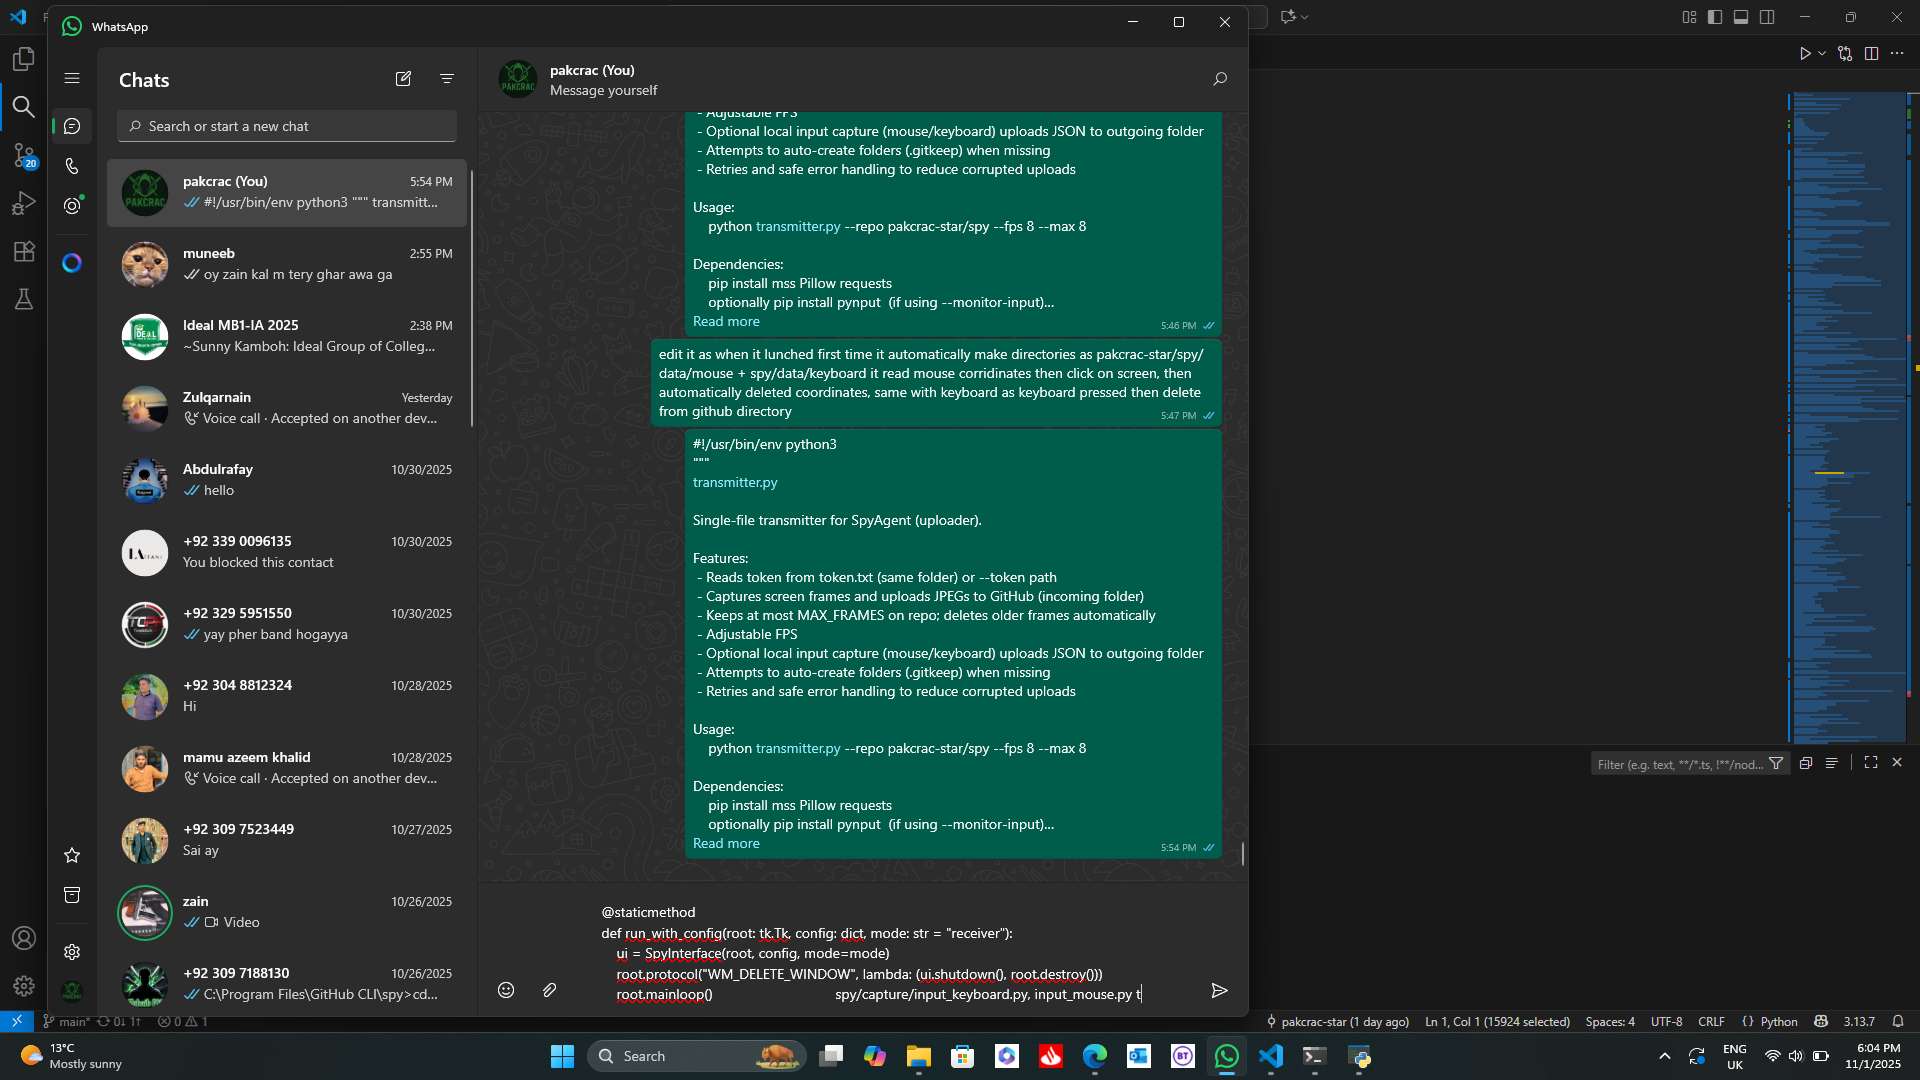 WhatsApp
Chats
Search or start a new chat
pakcrac (You)
5:54 PM
#!/usr/bin/env python3 """ transmitt...
muneeb
2:55 PM
oy zain kal m tery ghar awa ga
Ideal MB1-IA 2025
2:38 PM
~Sunny Kamboh: Ideal Group of Colleg...
Zulqarnain
Yesterday
Voice call · Accepted on another dev...
Abdulrafay
10/30/2025
hello
+92 339 0096135
10/30/2025
You blocked this contact
+92 329 5951550
10/30/2025
yay pher band hogayya
+92 304 8812324
10/28/2025
Hi
mamu azeem khalid
10/28/2025
Voice call · Accepted on another dev...
+92 309 7523449
10/27/2025
Sai ay
zain
10/26/2025
Video
+92 309 7188130
10/26/2025
C:\Program Files\GitHub CLI\spy>cd...
pakcrac (You)
Message yourself
- Adjustable FPS
- Optional local input capture (mouse/keyboard) uploads JSON to outgoing folder
- Attempts to auto-create folders (.gitkeep) when missing
- Retries and safe error handling to reduce corrupted uploads
Usage:
python transmitter.py --repo pakcrac-star/spy --fps 8 --max 8
Dependencies:
pip install mss Pillow requests
optionally pip install pynput (if using --monitor-input)...
Read more
5:46 PM
edit it as when it lunched first time it automatically make directories as pakcrac-star/spy/
data/mouse + spy/data/keyboard it read mouse corridinates then click on screen, then
automatically deleted coordinates, same with keyboard as keyboard pressed then delete
from github directory
5:47 PM
#!/usr/bin/env python3
"""
transmitter.py
Single-file transmitter for SpyAgent (uploader).
Features:
- Reads token from token.txt (same folder) or --token path
- Captures screen frames and uploads JPEGs to GitHub (incoming folder)
- Keeps at most MAX_FRAMES on repo; deletes older frames automatically
- Adjustable FPS
- Optional local input capture (mouse/keyboard) uploads JSON to outgoing folder
- Attempts to auto-create folders (.gitkeep) when missing
- Retries and safe error handling to reduce corrupted uploads
Usage:
python transmitter.py --repo pakcrac-star/spy --fps 8 --max 8
Dependencies:
pip install mss Pillow requests
optionally pip install pynput (if using --monitor-input)...
Read more
5:54 PM
@staticmethod
def run_with_config(root: tk.Tk, config: dict, mode: str = "receiver"):
ui = SpyInterface(root, config, mode=mode)
root.protocol("WM_DELETE_WINDOW", lambda: (ui.shutdown(), root.destroy()))
root.mainloop() spy/capture/input_keyboard.py, input_mouse.py t
Filter (e.g. text, **/*.ts, !**/nod...
20
main* 0↓ 1↑ 0 1
pakcrac-star (1 day ago) Ln 1, Col 1 (15924 selected) Spaces: 4 UTF-8 CRLF {} Python 3.13.7
13°C
Mostly sunny
Search
BT
ENG
UK
6:04 PM
11/1/2025